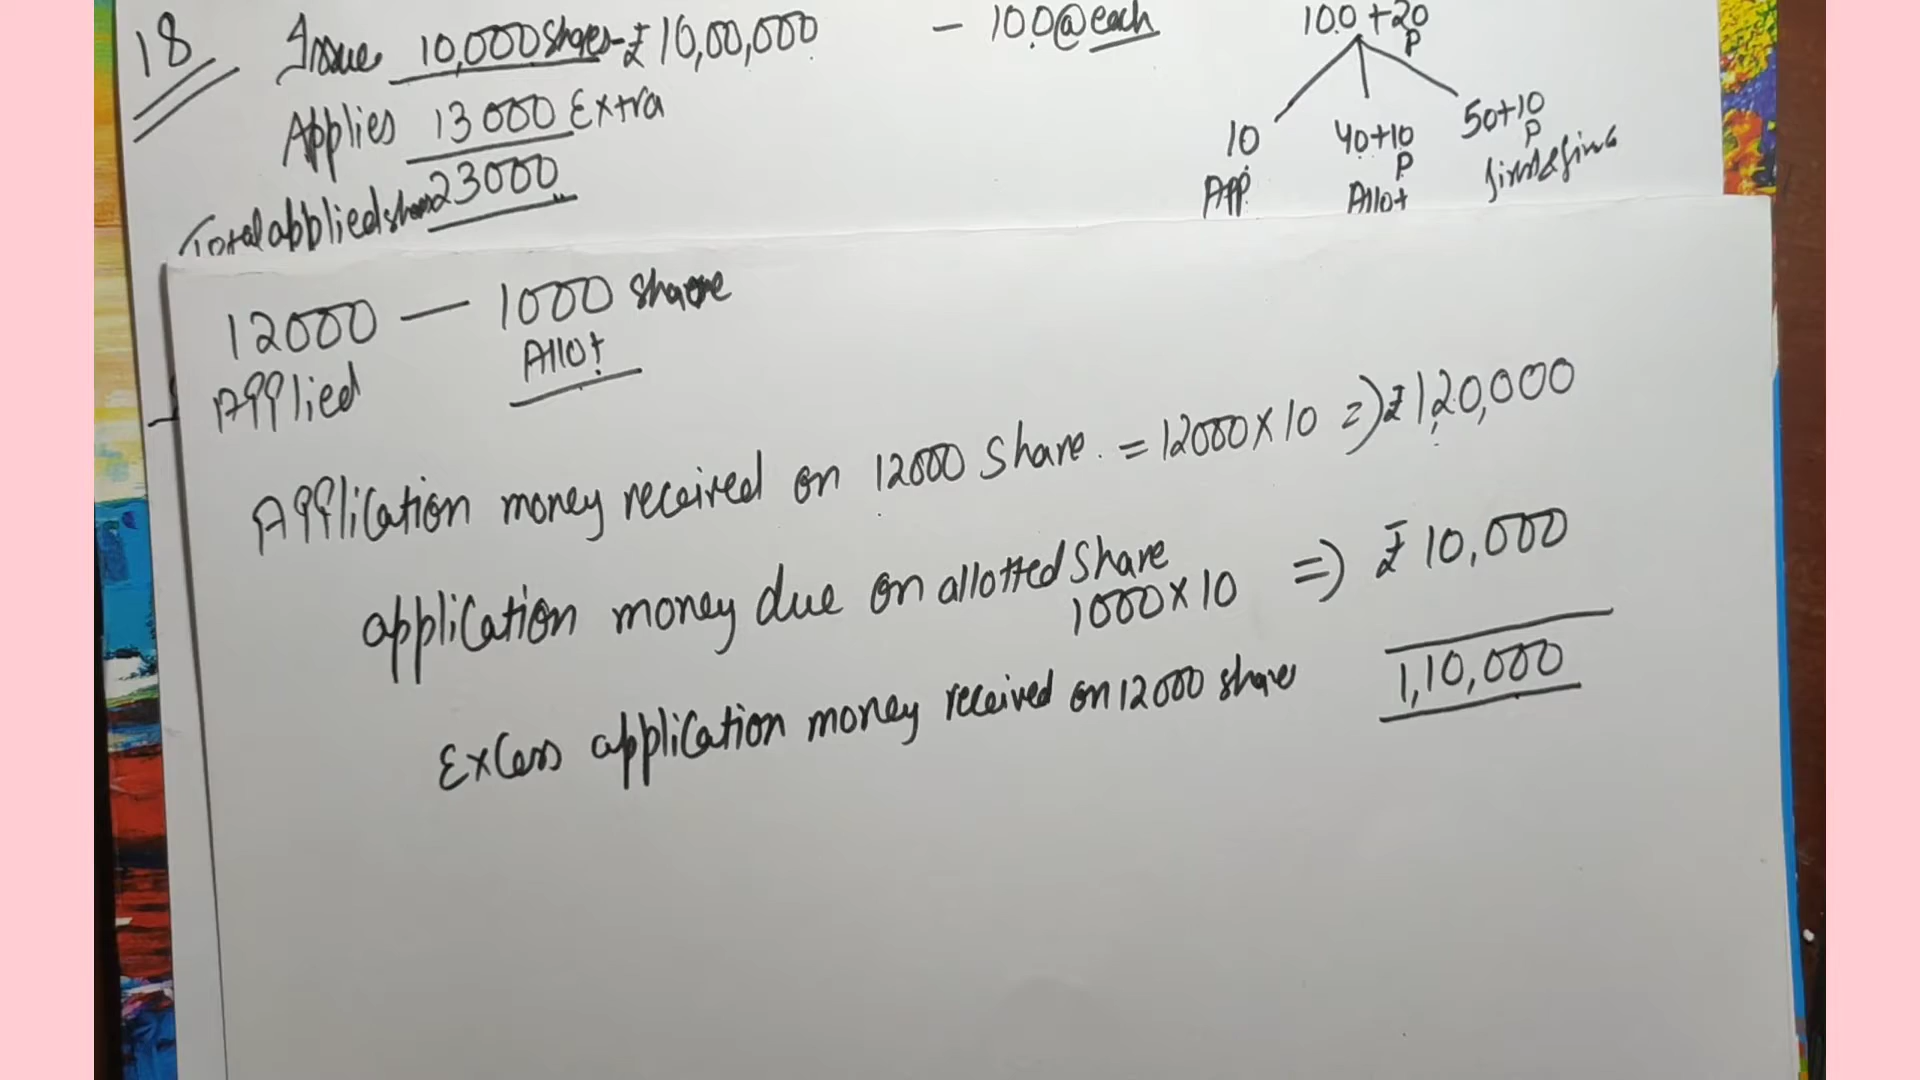 18 Issue 10,000 Shares - ₹10,00,000 - 100@each
Applies 13000 Extra
Total applied share 23000
100+20
P
10
APP.
40+10
P
Allot
50+10
P
12000 — 1000 Share
Applied Allot
Application money received on 12000 Share. = 12000×10 =) ₹120,000
application money due on allotted Share
1000×10 =) ₹10,000
Excess application money received on 12000 share 1,10,000